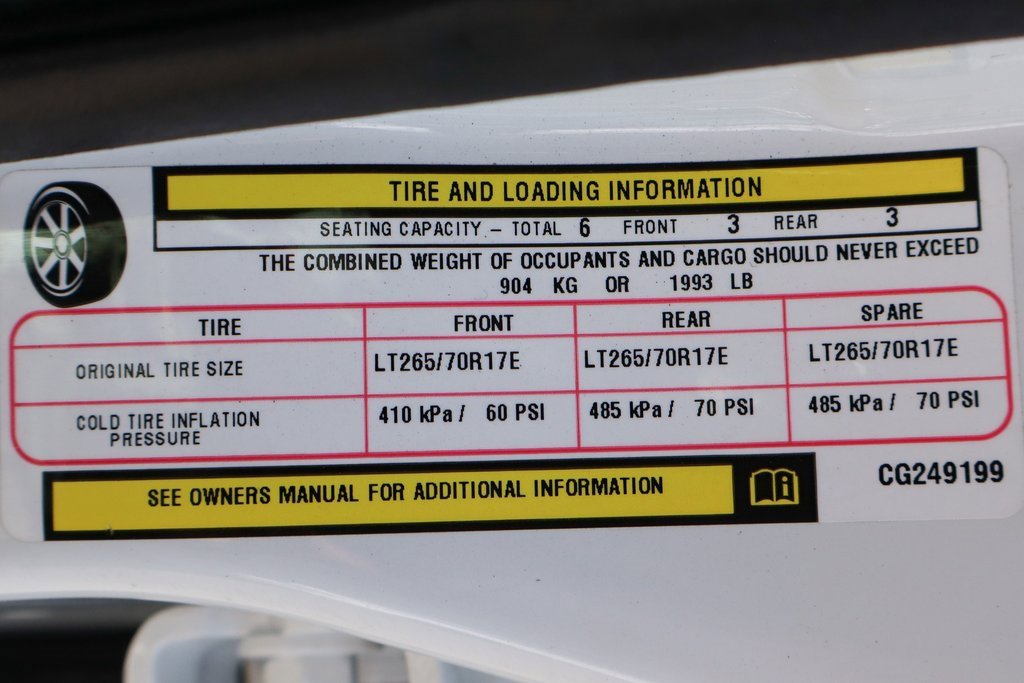 TIRE AND LOADING INFORMATION
SEATING CAPACITY – TOTAL 6 FRONT 3 REAR 3
THE COMBINED WEIGHT OF OCCUPANTS AND CARGO SHOULD NEVER EXCEED
904 KG OR 1993 LB
TIRE FRONT REAR SPARE
ORIGINAL TIRE SIZE LT265/70R17E LT265/70R17E LT265/70R17E
COLD TIRE INFLATION PRESSURE 410 kPa / 60 PSI 485 kPa / 70 PSI 485 kPa / 70 PSI
SEE OWNERS MANUAL FOR ADDITIONAL INFORMATION
CG249199